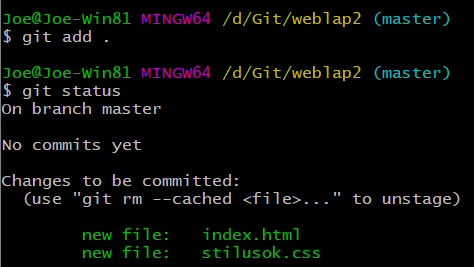 Joe@Joe-Win81 MINGW64 /d/Git/weblap2 (master)
$ git add .
Joe@Joe-Win81 MINGW64 /d/Git/weblap2 (master)
$ git status
On branch master
No commits yet
Changes to be committed:
  (use "git rm --cached <file>..." to unstage)
        new file:   index.html
        new file:   stilusok.css